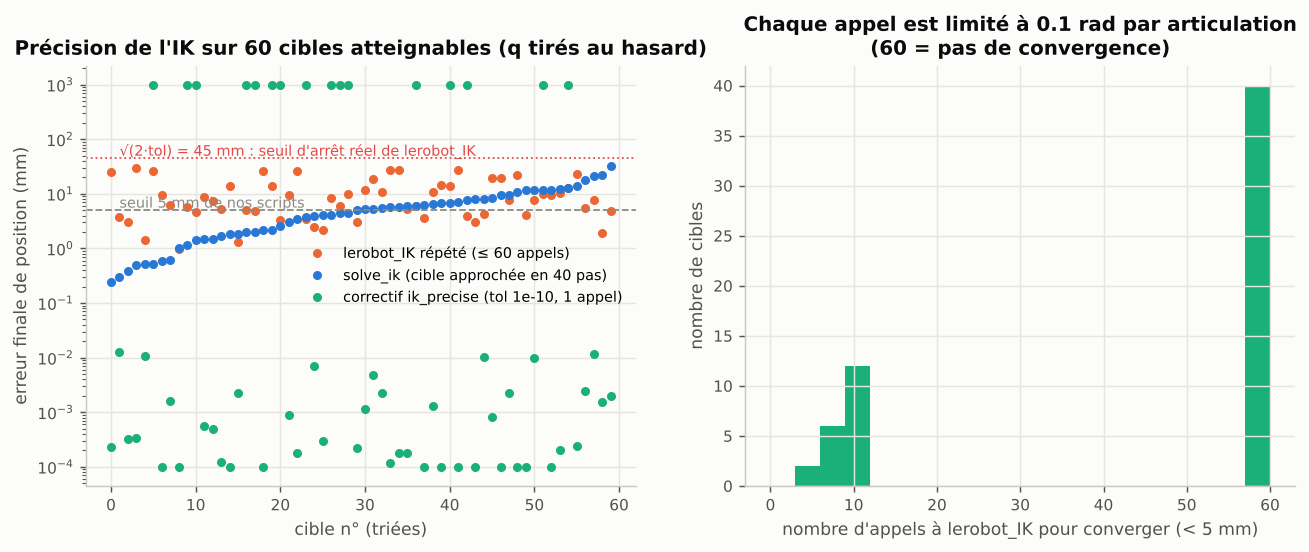 Précision de l'IK sur 60 cibles atteignables (q tirés au hasard)
10³
10²
10¹
10⁰
10⁻¹
10⁻²
10⁻³
10⁻⁴
erreur finale de position (mm)
√(2·tol) = 45 mm : seuil d'arrêt réel de lerobot_IK
seuil 5 mm de nos scripts
lerobot_IK répété (≤ 60 appels)
solve_ik (cible approchée en 40 pas)
correctif ik_precise (tol 1e-10, 1 appel)
0 10 20 30 40 50 60
cible n° (triées)
Chaque appel est limité à 0.1 rad par articulation
(60 = pas de convergence)
40
35
30
25
20
15
10
5
0
nombre de cibles
0 10 20 30 40 50 60
nombre d'appels à lerobot_IK pour converger (< 5 mm)